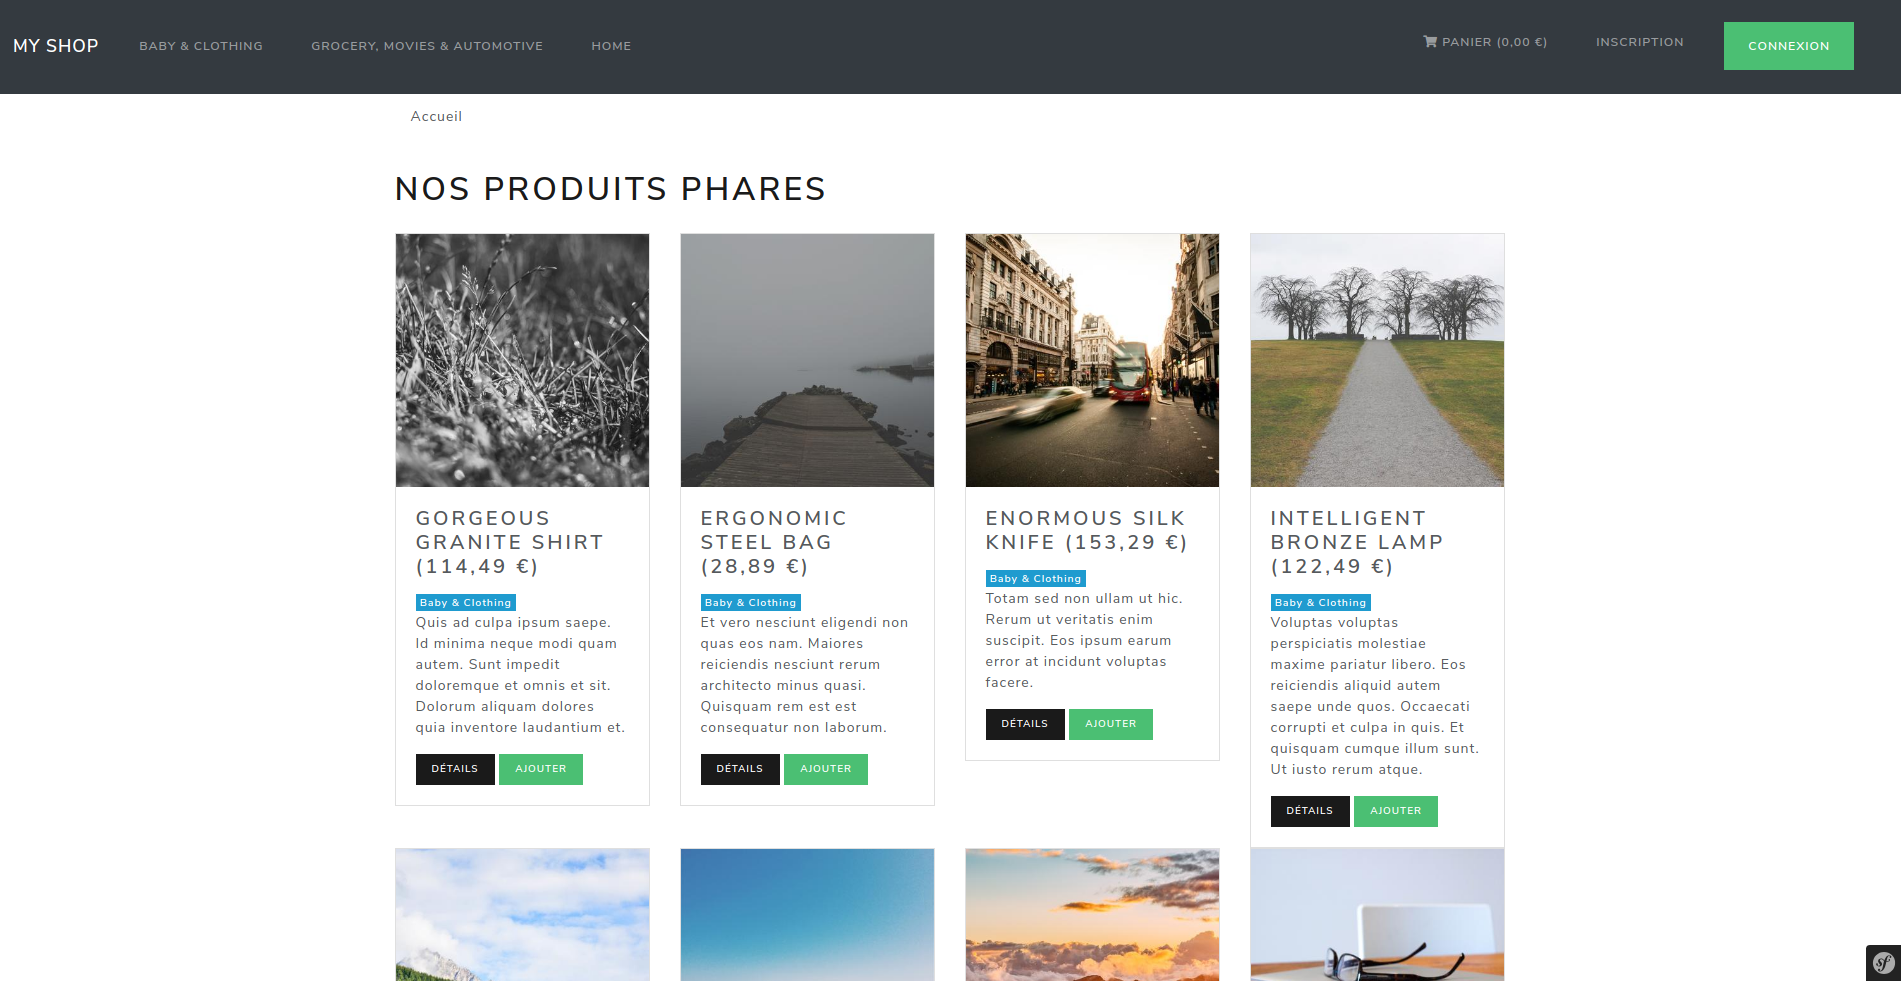 MY SHOP
BABY & CLOTHING
GROCERY, MOVIES & AUTOMOTIVE
HOME
PANIER (0,00 €)
INSCRIPTION
CONNEXION
Accueil
NOS PRODUITS PHARES
GORGEOUS
GRANITE SHIRT
(114,49 €)
Baby & Clothing
Quis ad culpa ipsum saepe.
Id minima neque modi quam
autem. Sunt impedit
doloremque et omnis et sit.
Dolorum aliquam dolores
quia inventore laudantium et.
DÉTAILS
AJOUTER
ERGONOMIC
STEEL BAG
(28,89 €)
Baby & Clothing
Et vero nesciunt eligendi non
quas eos nam. Maiores
reiciendis nesciunt rerum
architecto minus quasi.
Quisquam rem est est
consequatur non laborum.
DÉTAILS
AJOUTER
ENORMOUS SILK
KNIFE (153,29 €)
Baby & Clothing
Totam sed non ullam ut hic.
Rerum ut veritatis enim
suscipit. Eos ipsum earum
error at incidunt voluptas
facere.
DÉTAILS
AJOUTER
INTELLIGENT
BRONZE LAMP
(122,49 €)
Baby & Clothing
Voluptas voluptas
perspiciatis molestiae
maxime pariatur libero. Eos
reiciendis aliquid autem
saepe unde quos. Occaecati
corrupti et culpa in quis. Et
quisquam cumque illum sunt.
Ut iusto rerum atque.
DÉTAILS
AJOUTER
sf